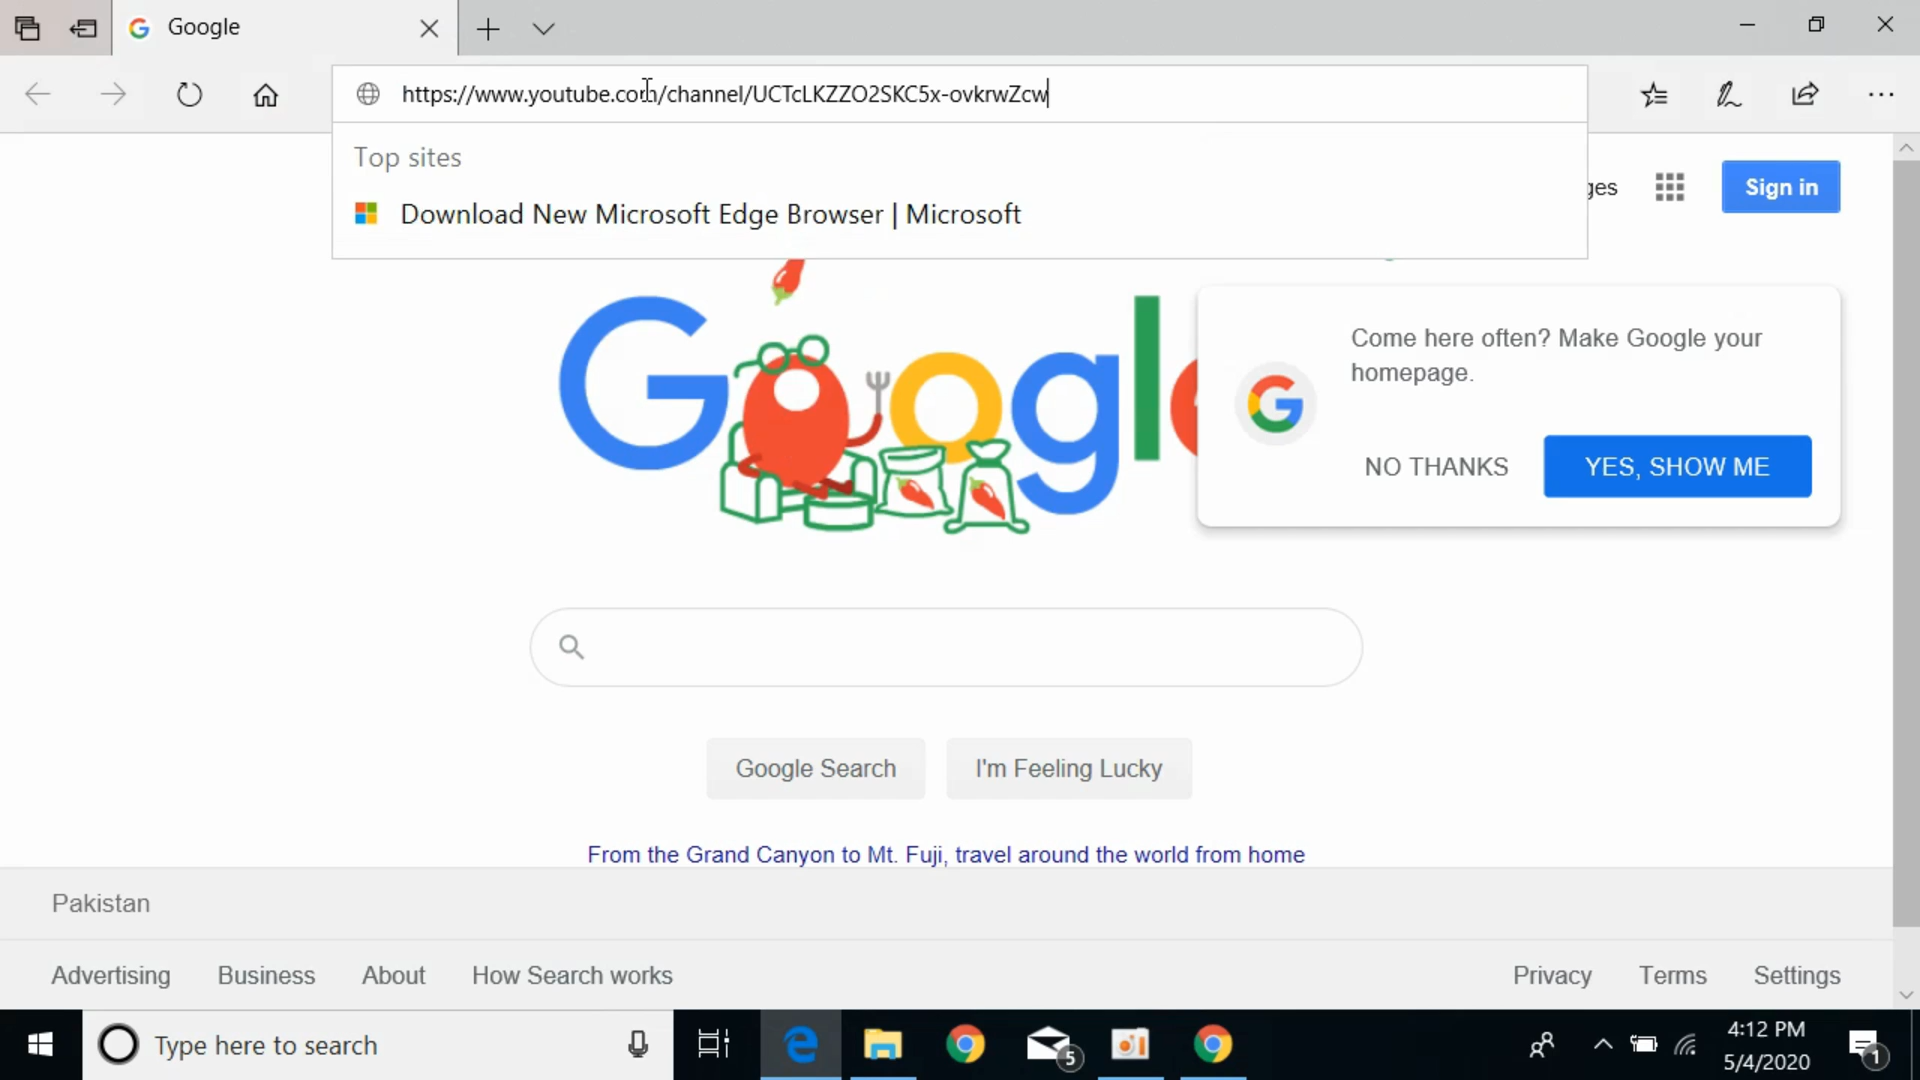 Google
https://www.youtube.com/channel/UCTcLKZZO2SKC5x-ovkrwZcw
Top sites
Download New Microsoft Edge Browser | Microsoft
ges
Sign in
Google
Come here often? Make Google your
homepage.
NO THANKS
YES, SHOW ME
Google Search
I'm Feeling Lucky
From the Grand Canyon to Mt. Fuji, travel around the world from home
Pakistan
Advertising
Business
About
How Search works
Privacy
Terms
Settings
Type here to search
5
4:12 PM
5/4/2020
1